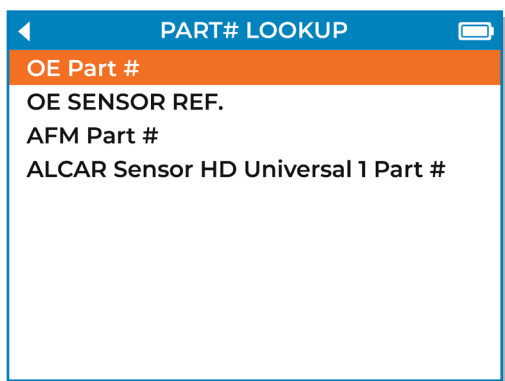 PART# LOOKUP
OE Part #
OE SENSOR REF.
AFM Part #
ALCAR Sensor HD Universal 1 Part #